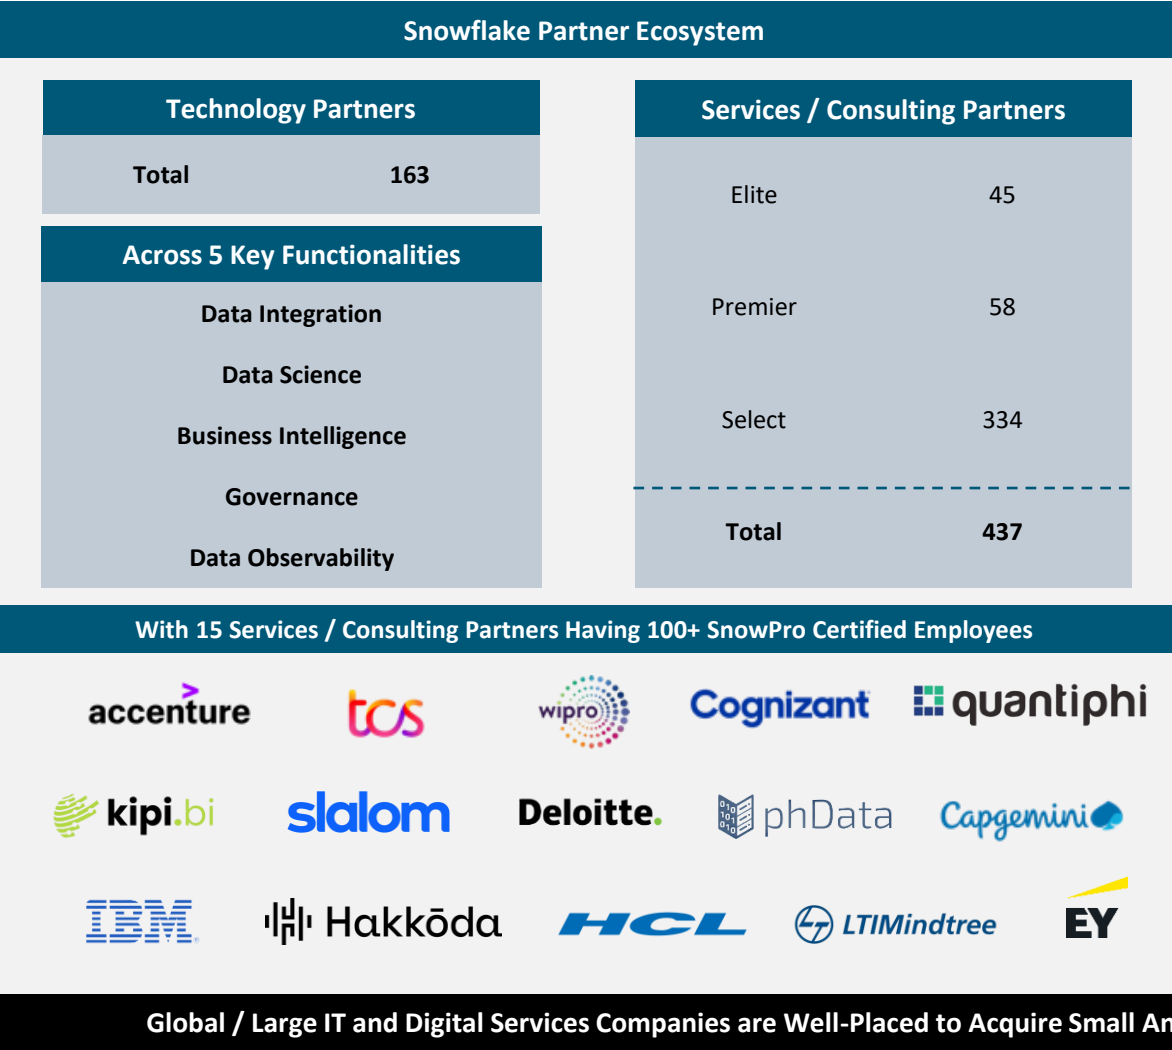 Snowflake Partner Ecosystem
Technology Partners
Total 163
Across 5 Key Functionalities
Data Integration
Data Science
Business Intelligence
Governance
Data Observability
Services / Consulting Partners
Elite 45
Premier 58
Select 334
Total 437
With 15 Services / Consulting Partners Having 100+ SnowPro Certified Employees
accenture tcs wipro Cognizant quantiphi
kipi.bi slalom Deloitte. phData Capgemini
IBM Hakkōda HCL LTIMindtree EY
Global / Large IT and Digital Services Companies are Well-Placed to Acquire Small